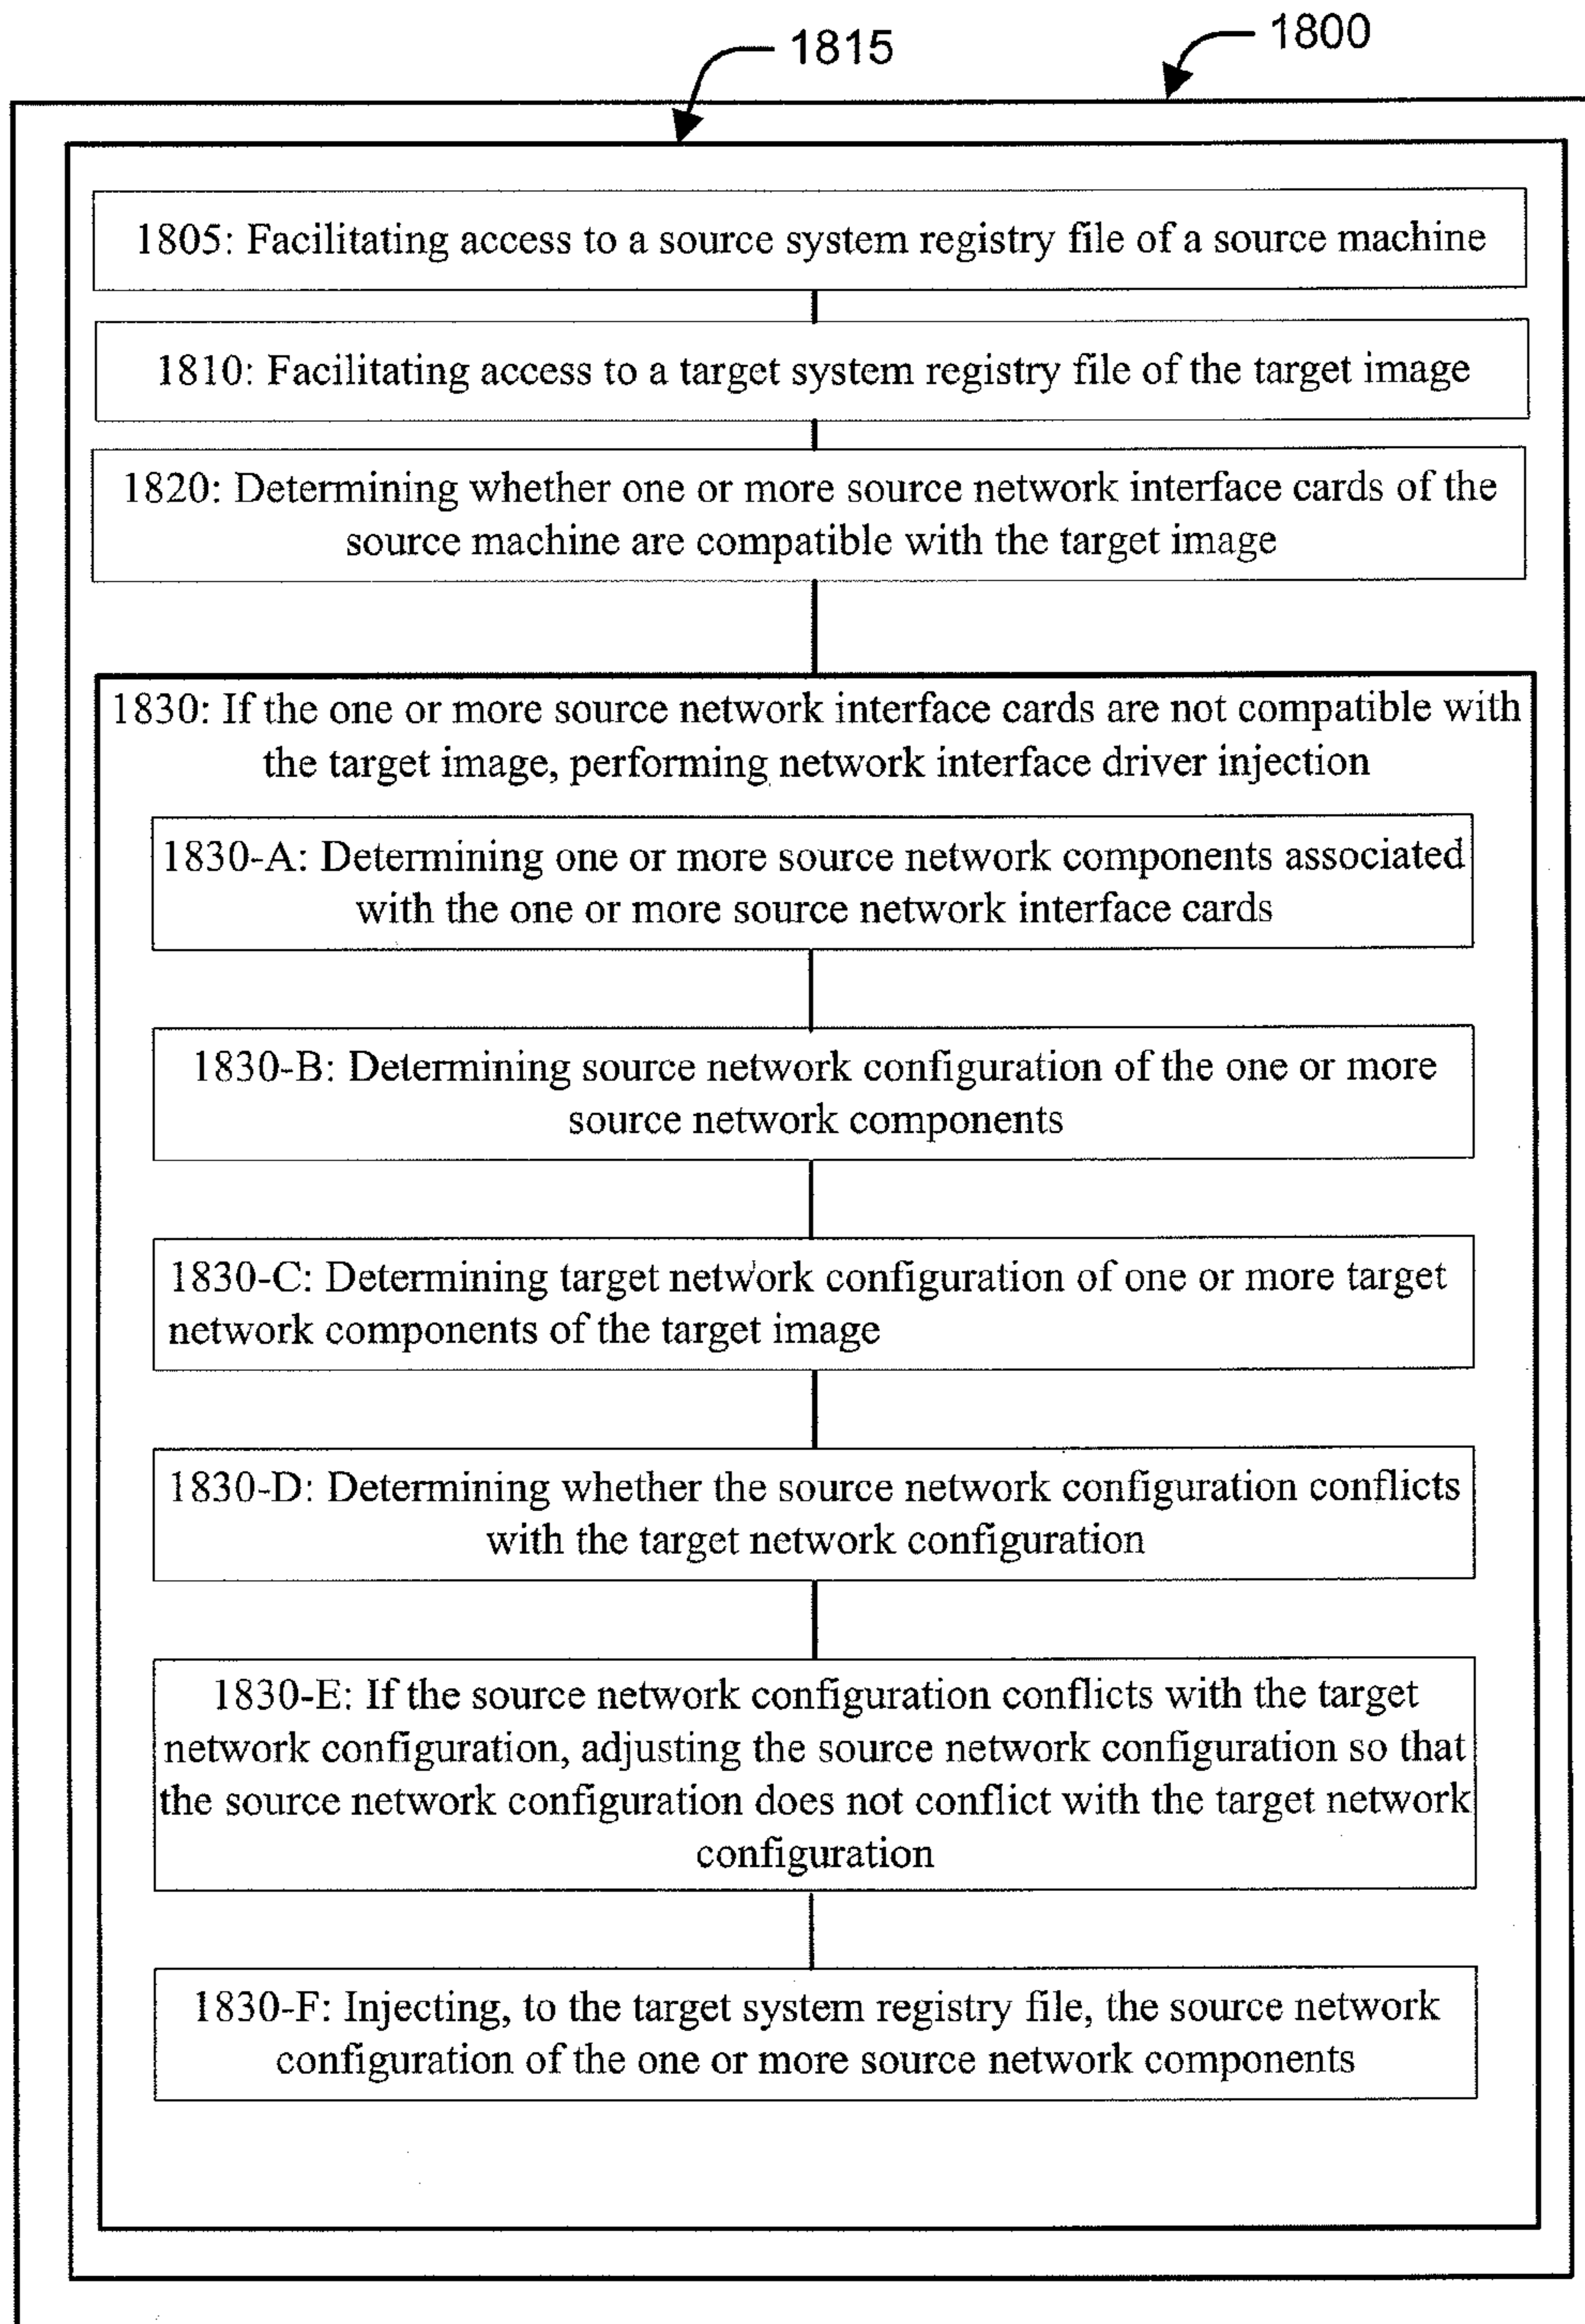 1815
1800
1805: Facilitating access to a source system registry file of a source machine
1810: Facilitating access to a target system registry file of the target image
1820: Determining whether one or more source network interface cards of the
source machine are compatible with the target image
1830: If the one or more source network interface cards are not compatible with
the target image, performing network interface driver injection
1830-A: Determining one or more source network components associated
with the one or more source network interface cards
1830-B: Determining source network configuration of the one or more
source network components
1830-C: Determining target network configuration of one or more target
network components of the target image
1830-D: Determining whether the source network configuration conflicts
with the target network configuration
1830-E: If the source network configuration conflicts with the target
network configuration, adjusting the source network configuration so that
the source network configuration does not conflict with the target network
configuration
1830-F: Injecting, to the target system registry file, the source network
configuration of the one or more source network components